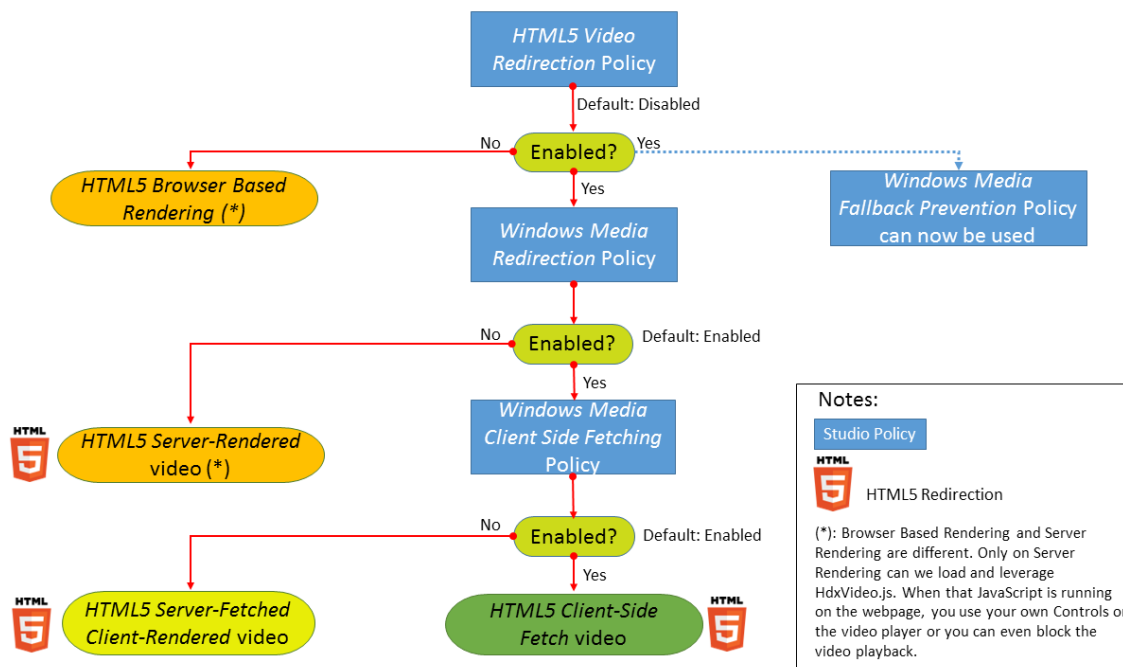 HTML5 Video
Redirection Policy
Default: Disabled
No
Enabled?
Yes
HTML5 Browser Based
Rendering (*)
Yes
Windows Media
Fallback Prevention Policy
can now be used
Windows Media
Redirection Policy
No
Enabled?
Default: Enabled
Yes
HTML
5
HTML5 Server-Rendered
video (*)
Windows Media
Client Side Fetching
Policy
No
Enabled?
Default: Enabled
Yes
HTML
5
HTML5 Server-Fetched
Client-Rendered video
HTML5 Client-Side
Fetch video
HTML
5
Notes:
Studio Policy
HTML
5
HTML5 Redirection
(*): Browser Based Rendering and Server
Rendering are different. Only on Server
Rendering can we load and leverage
HdxVideo.js. When that JavaScript is running
on the webpage, you use your own Controls or
the video player or you can even block the
video playback.